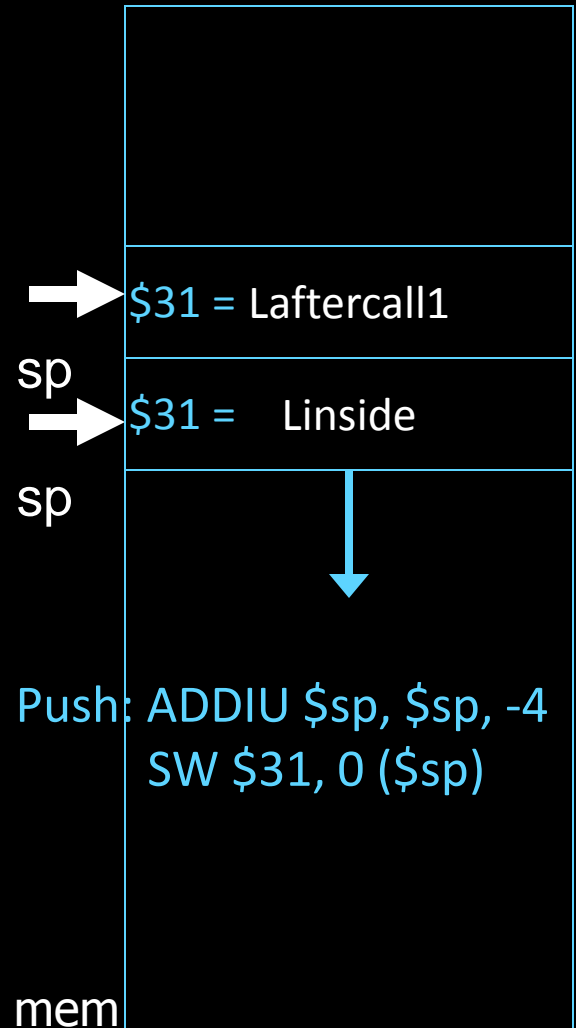 $31 = Laftercall1
sp
$31 = Linside
sp
Push: ADDIU $sp, $sp, -4
SW $31, 0 ($sp)
mem